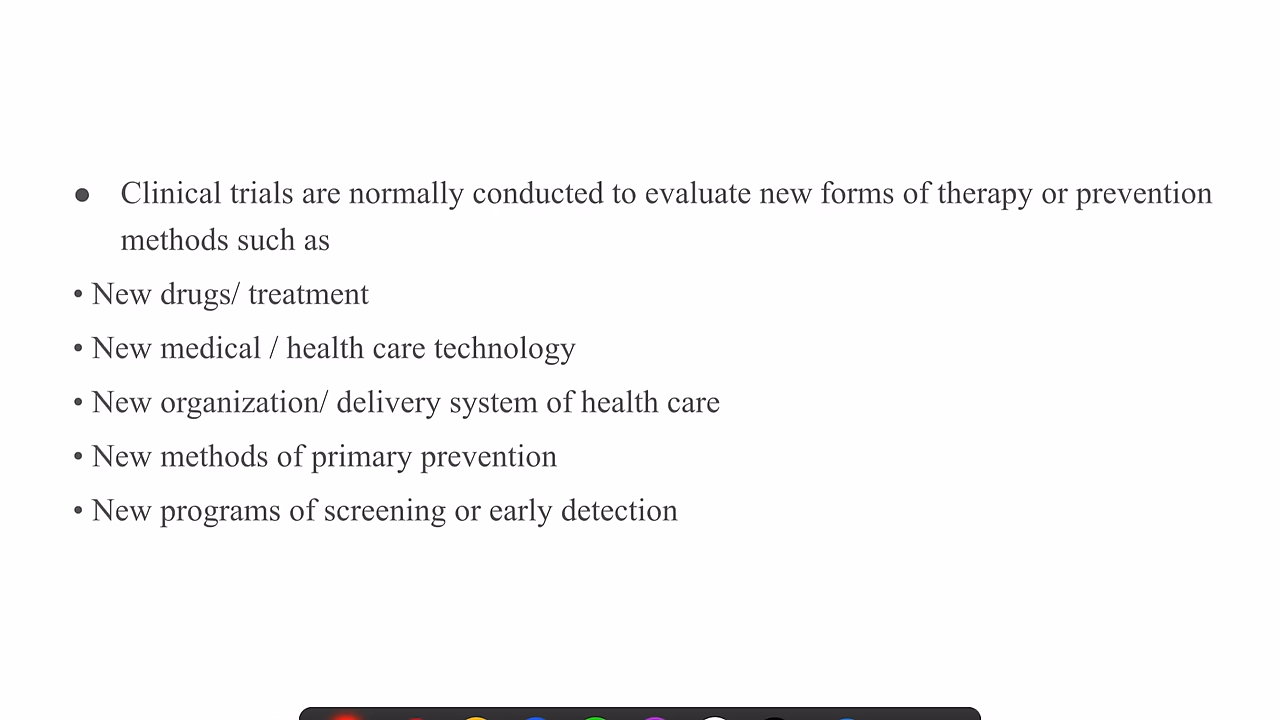 ● Clinical trials are normally conducted to evaluate new forms of therapy or prevention
methods such as
• New drugs/ treatment
• New medical / health care technology
• New organization/ delivery system of health care
• New methods of primary prevention
• New programs of screening or early detection